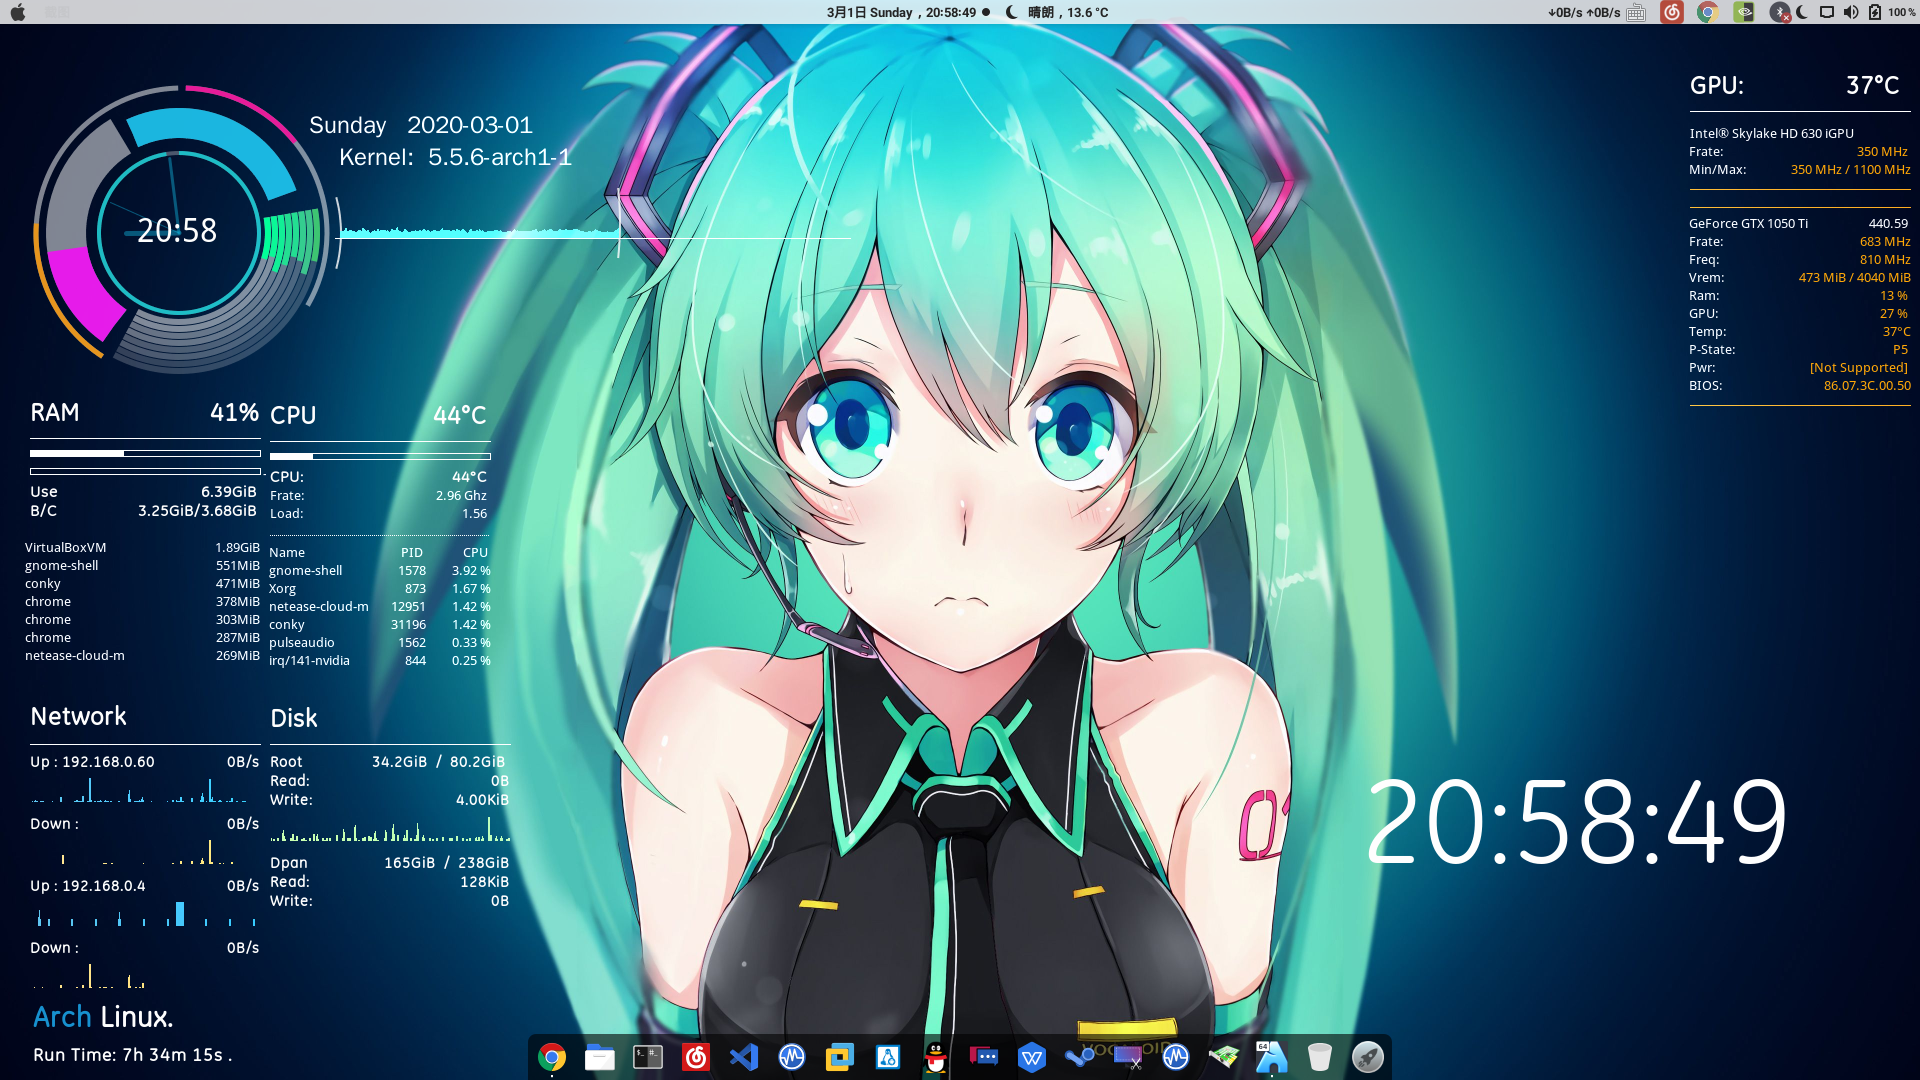 3月1日 Sunday，20:58:49
晴朗，13.6 °C
↓0B/s ↑0B/s
100 %
Sunday 2020-03-01
Kernel: 5.5.6-arch1-1
20:58
RAM 41%
Use 6.39GiB
B/C 3.25GiB/3.68GiB
VirtualBoxVM 1.89GiB
gnome-shell 551MiB
conky 471MiB
chrome 378MiB
chrome 303MiB
chrome 287MiB
netease-cloud-m 269MiB
CPU 44°C
CPU: 44°C
Frate: 2.96 Ghz
Load: 1.56
Name PID CPU
gnome-shell 1578 3.92 %
Xorg 873 1.67 %
netease-cloud-m 12951 1.42 %
conky 31196 1.42 %
pulseaudio 1562 0.33 %
irq/141-nvidia 844 0.25 %
Network
Up : 192.168.0.60 0B/s
Down : 0B/s
Up : 192.168.0.4 0B/s
Down : 0B/s
Disk
Root 34.2GiB / 80.2GiB
Read: 0B
Write: 4.00KiB
Dpan 165GiB / 238GiB
Read: 128KiB
Write: 0B
Arch Linux.
Run Time: 7h 34m 15s .
GPU: 37°C
Intel® Skylake HD 630 iGPU
Frate: 350 MHz
Min/Max: 350 MHz / 1100 MHz
GeForce GTX 1050 Ti 440.59
Frate: 683 MHz
Freq: 810 MHz
Vrem: 473 MiB / 4040 MiB
Ram: 13 %
GPU: 27 %
Temp: 37°C
P-State: P5
Pwr: [Not Supported]
BIOS: 86.07.3C.00.50
01
20:58:49
64